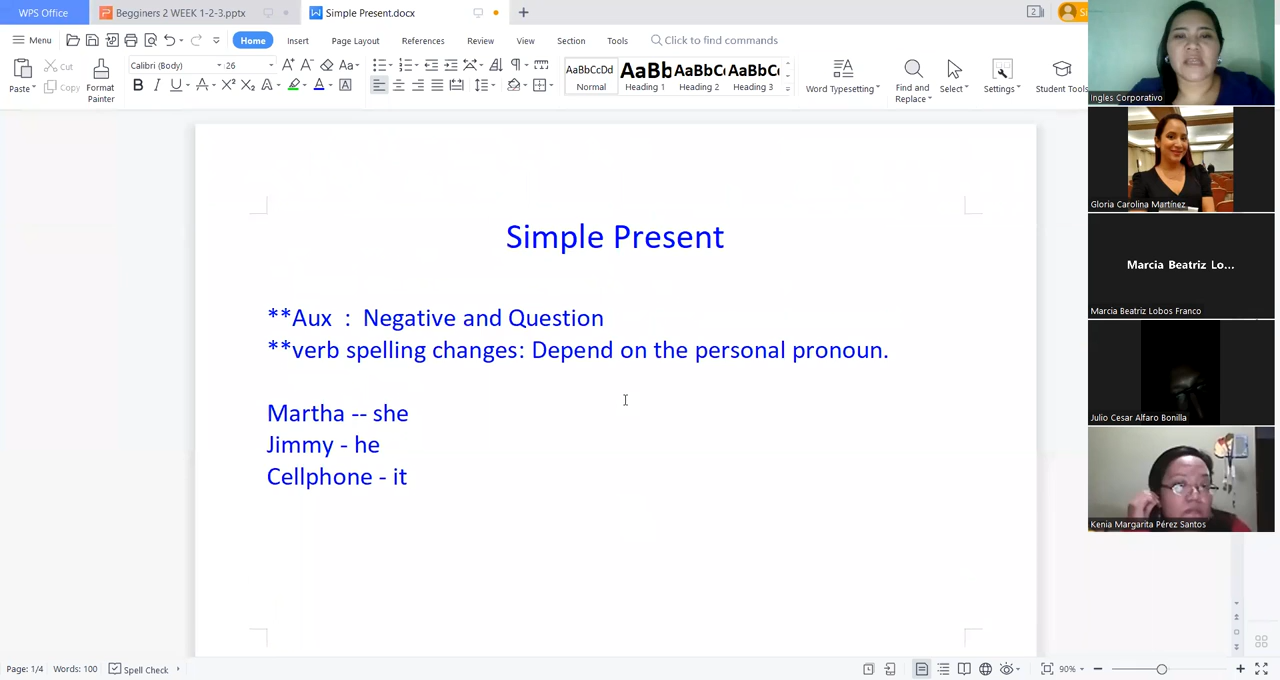 WPS Office
Begginers 2 WEEK 1-2-3.pptx
Simple Present.docx
2
Menu
Home
Insert
Page Layout
References
Review
View
Section
Tools
Click to find commands
Paste
Cut
Copy
Format Painter
Calibri (Body)
26
AaBbCcDd
Normal
AaBb
Heading 1
AaBbCc
Heading 2
AaBbCc
Heading 3
Word Typesetting
Find and Replace
Select
Settings
Student Tools
Simple Present
**Aux : Negative and Question
**verb spelling changes: Depend on the personal pronoun.
Martha -- she
Jimmy - he
Cellphone - it
Ingles Corporativo
Gloria Carolina Martínez
Marcia Beatriz Lo...
Marcia Beatriz Lobos Franco
Julio Cesar Alfaro Bonilla
Kenia Margarita Pérez Santos
Page: 1/4
Words: 100
Spell Check
90%